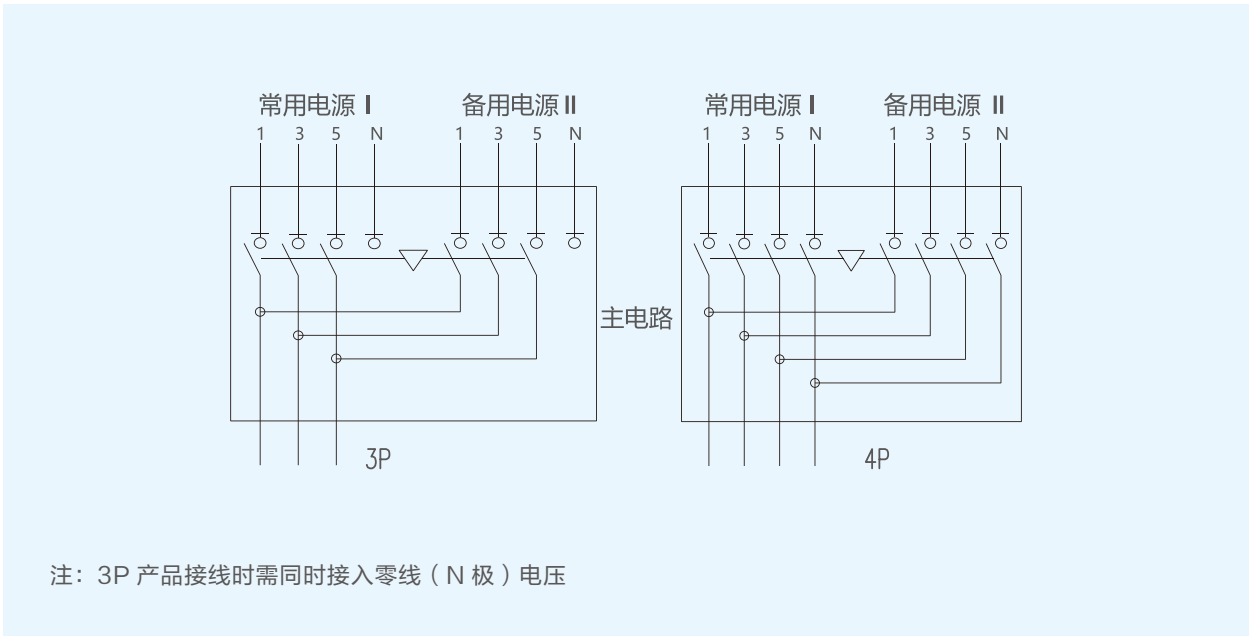 常用电源 I 备用电源 II 常用电源 I 备用电源 II
1 3 5 N 1 3 5 N 1 3 5 N 1 3 5 N
主电路
3P 4P
注：3P 产品接线时需同时接入零线（N 极）电压